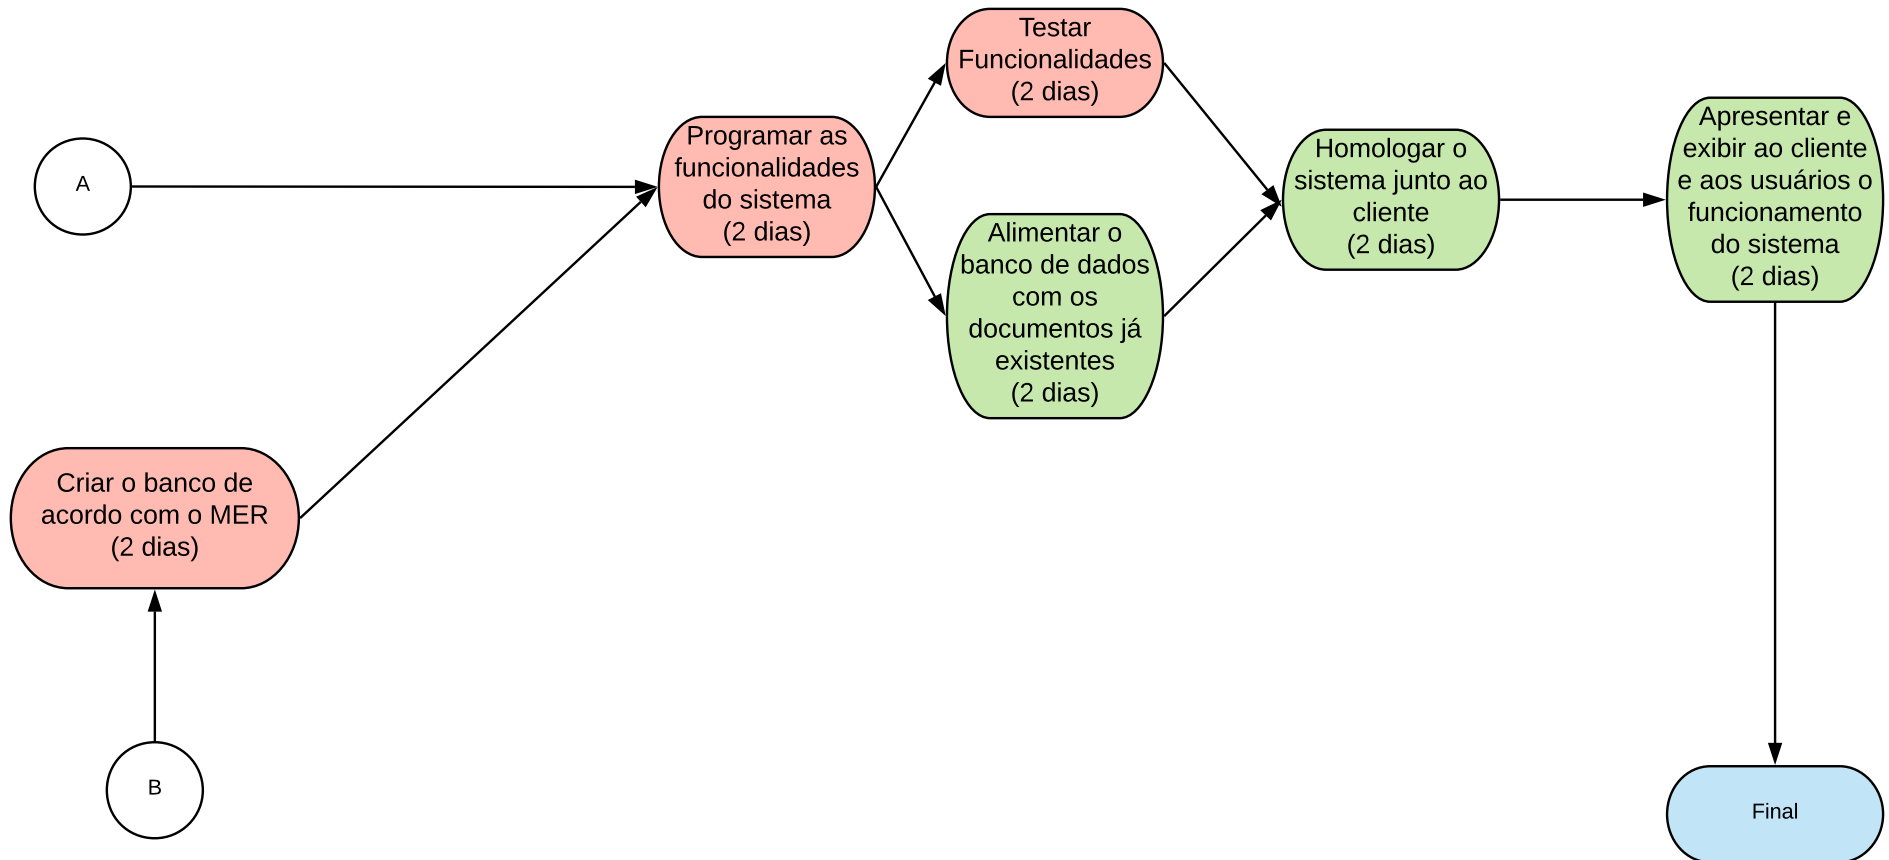 A
Criar o banco de
acordo com o MER
(2 dias)
B
Programar as
funcionalidades
do sistema
(2 dias)
Testar
Funcionalidades
(2 dias)
Alimentar o
banco de dados
com os
documentos já
existentes
(2 dias)
Homologar o
sistema junto ao
cliente
(2 dias)
Apresentar e
exibir ao cliente
e aos usuários o
funcionamento
do sistema
(2 dias)
Final